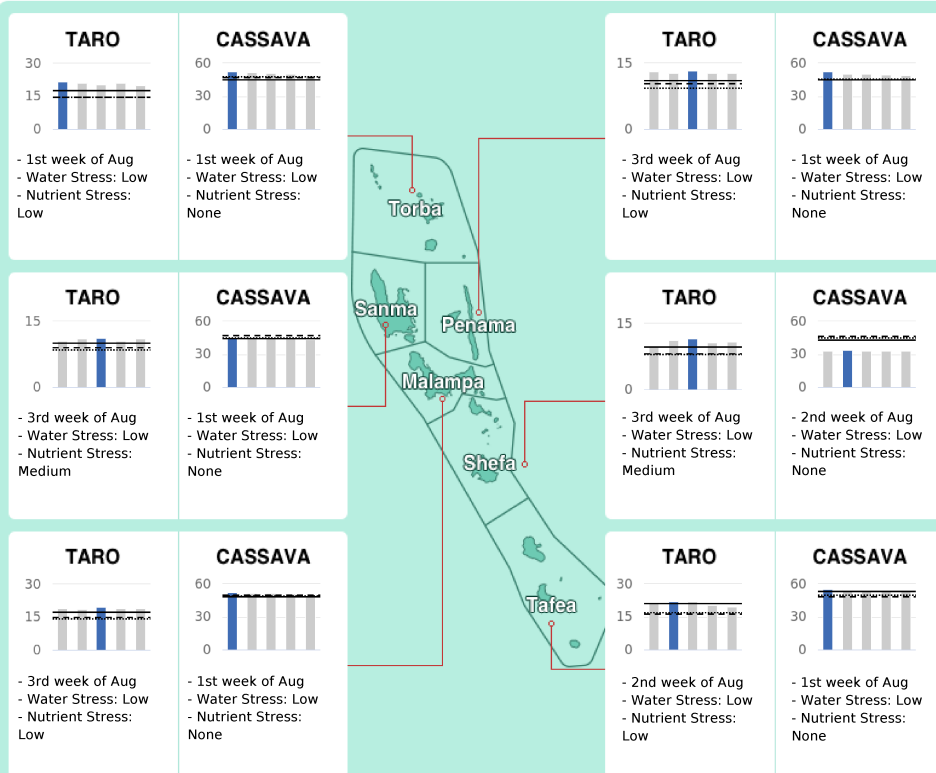 TARO
30
15
0
- 1st week of Aug
- Water Stress: Low
- Nutrient Stress:
Low
CASSAVA
60
30
0
- 1st week of Aug
- Water Stress: Low
- Nutrient Stress:
None
TARO
15
0
- 3rd week of Aug
- Water Stress: Low
- Nutrient Stress:
Low
CASSAVA
60
30
0
- 1st week of Aug
- Water Stress: Low
- Nutrient Stress:
None
Torba
Sanma
Penama
Malampa
Shefa
Tafea
TARO
15
0
- 3rd week of Aug
- Water Stress: Low
- Nutrient Stress:
Medium
CASSAVA
60
30
0
- 1st week of Aug
- Water Stress: Low
- Nutrient Stress:
None
TARO
15
0
- 3rd week of Aug
- Water Stress: Low
- Nutrient Stress:
Medium
CASSAVA
60
30
0
- 2nd week of Aug
- Water Stress: Low
- Nutrient Stress:
None
TARO
30
15
0
- 3rd week of Aug
- Water Stress: Low
- Nutrient Stress:
Low
CASSAVA
60
30
0
- 1st week of Aug
- Water Stress: Low
- Nutrient Stress:
None
TARO
30
15
0
- 2nd week of Aug
- Water Stress: Low
- Nutrient Stress:
Low
CASSAVA
60
30
0
- 1st week of Aug
- Water Stress: Low
- Nutrient Stress:
None